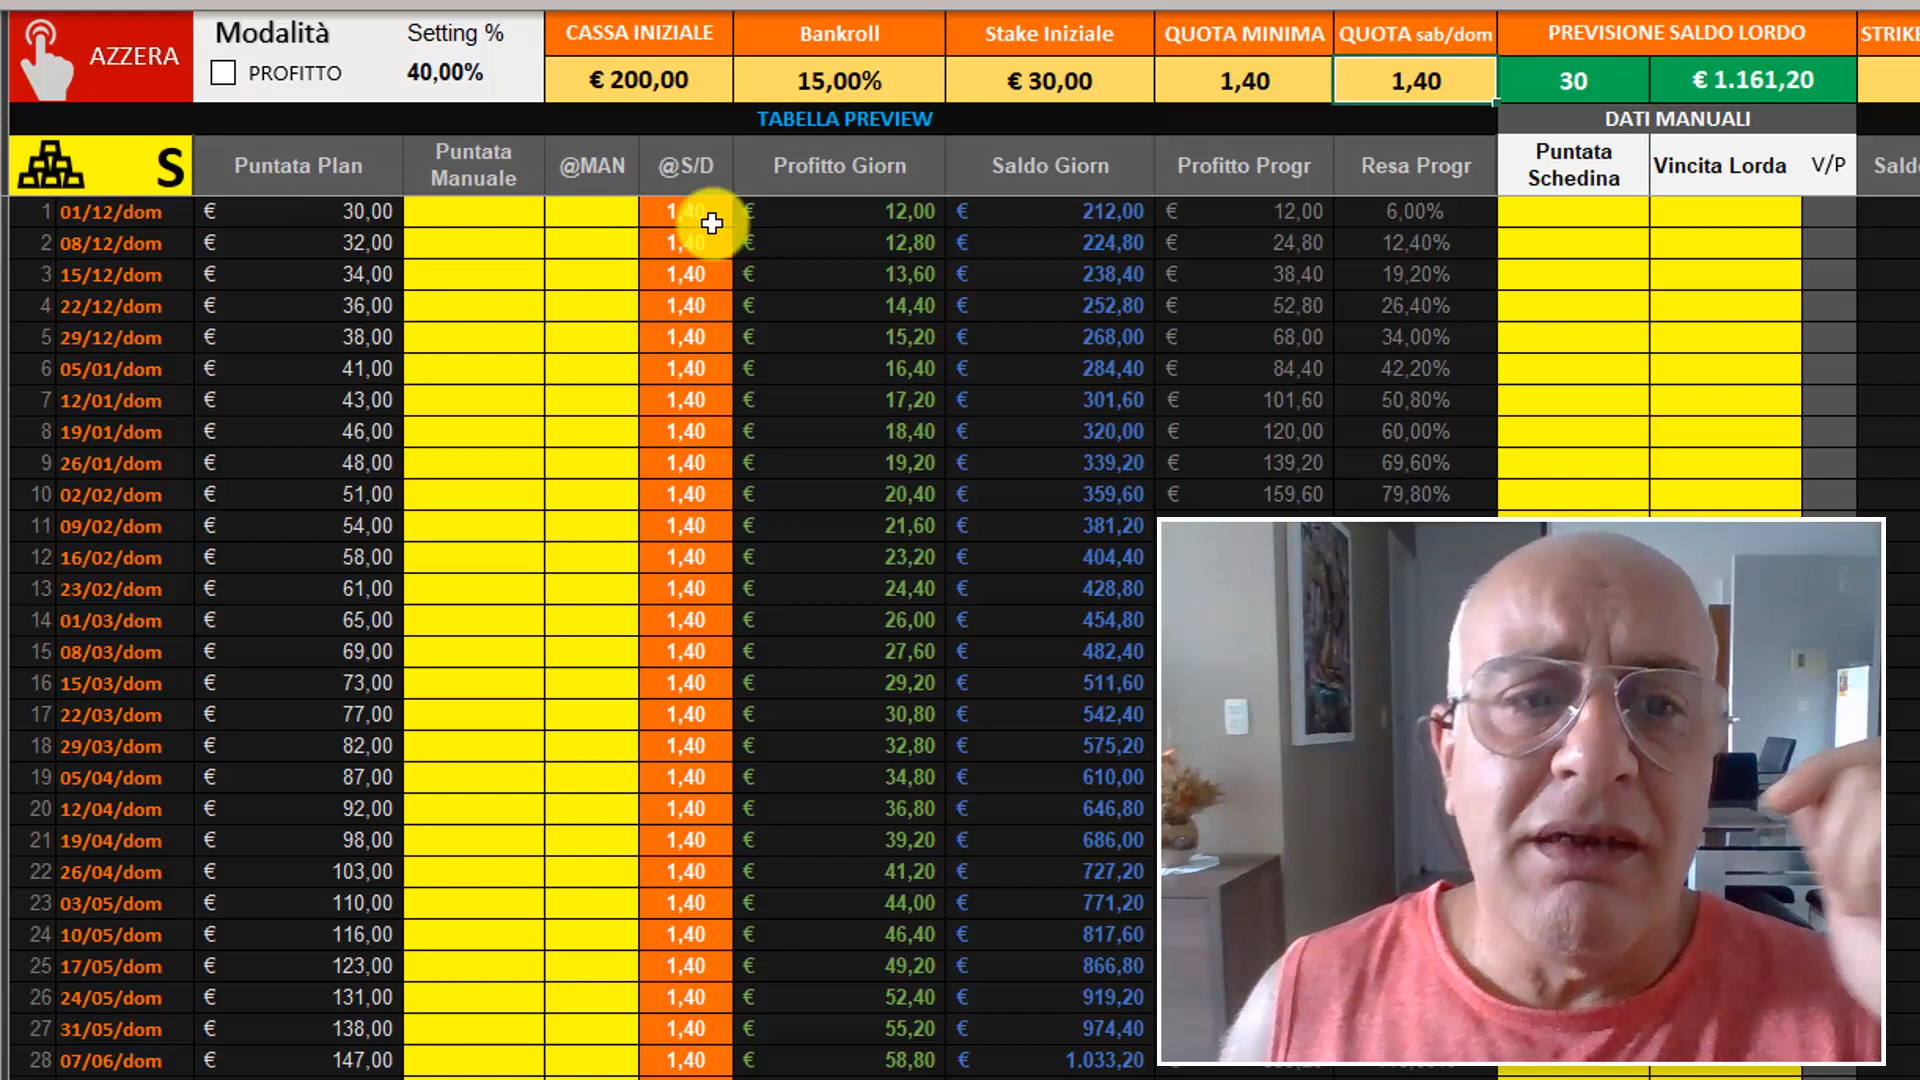 AZZERA
Modalità
Setting %
PROFITTO
40,00%
CASSA INIZIALE
Bankroll
Stake Iniziale
QUOTA MINIMA
QUOTA sab/dom
PREVISIONE SALDO LORDO
STRIKE
€ 200,00
15,00%
€ 30,00
1,40
1,40
30
€ 1.161,20
TABELLA PREVIEW
DATI MANUALI
S
Puntata Plan
Puntata Manuale
@MAN
@S/D
Profitto Giorn
Saldo Giorn
Profitto Progr
Resa Progr
Puntata Schedina
Vincita Lorda
V/P
1 01/12/dom € 30,00 1,40 € 12,00 € 212,00 € 12,00 6,00%
2 08/12/dom € 32,00 1,40 € 12,80 € 224,80 € 24,80 12,40%
3 15/12/dom € 34,00 1,40 € 13,60 € 238,40 € 38,40 19,20%
4 22/12/dom € 36,00 1,40 € 14,40 € 252,80 € 52,80 26,40%
5 29/12/dom € 38,00 1,40 € 15,20 € 268,00 € 68,00 34,00%
6 05/01/dom € 41,00 1,40 € 16,40 € 284,40 € 84,40 42,20%
7 12/01/dom € 43,00 1,40 € 17,20 € 301,60 € 101,60 50,80%
8 19/01/dom € 46,00 1,40 € 18,40 € 320,00 € 120,00 60,00%
9 26/01/dom € 48,00 1,40 € 19,20 € 339,20 € 139,20 69,60%
10 02/02/dom € 51,00 1,40 € 20,40 € 359,60 € 159,60 79,80%
11 09/02/dom € 54,00 1,40 € 21,60 € 381,20
12 16/02/dom € 58,00 1,40 € 23,20 € 404,40
13 23/02/dom € 61,00 1,40 € 24,40 € 428,80
14 01/03/dom € 65,00 1,40 € 26,00 € 454,80
15 08/03/dom € 69,00 1,40 € 27,60 € 482,40
16 15/03/dom € 73,00 1,40 € 29,20 € 511,60
17 22/03/dom € 77,00 1,40 € 30,80 € 542,40
18 29/03/dom € 82,00 1,40 € 32,80 € 575,20
19 05/04/dom € 87,00 1,40 € 34,80 € 610,00
20 12/04/dom € 92,00 1,40 € 36,80 € 646,80
21 19/04/dom € 98,00 1,40 € 39,20 € 686,00
22 26/04/dom € 103,00 1,40 € 41,20 € 727,20
23 03/05/dom € 110,00 1,40 € 44,00 € 771,20
24 10/05/dom € 116,00 1,40 € 46,40 € 817,60
25 17/05/dom € 123,00 1,40 € 49,20 € 866,80
26 24/05/dom € 131,00 1,40 € 52,40 € 919,20
27 31/05/dom € 138,00 1,40 € 55,20 € 974,40
28 07/06/dom € 147,00 1,40 € 58,80 € 1.033,20